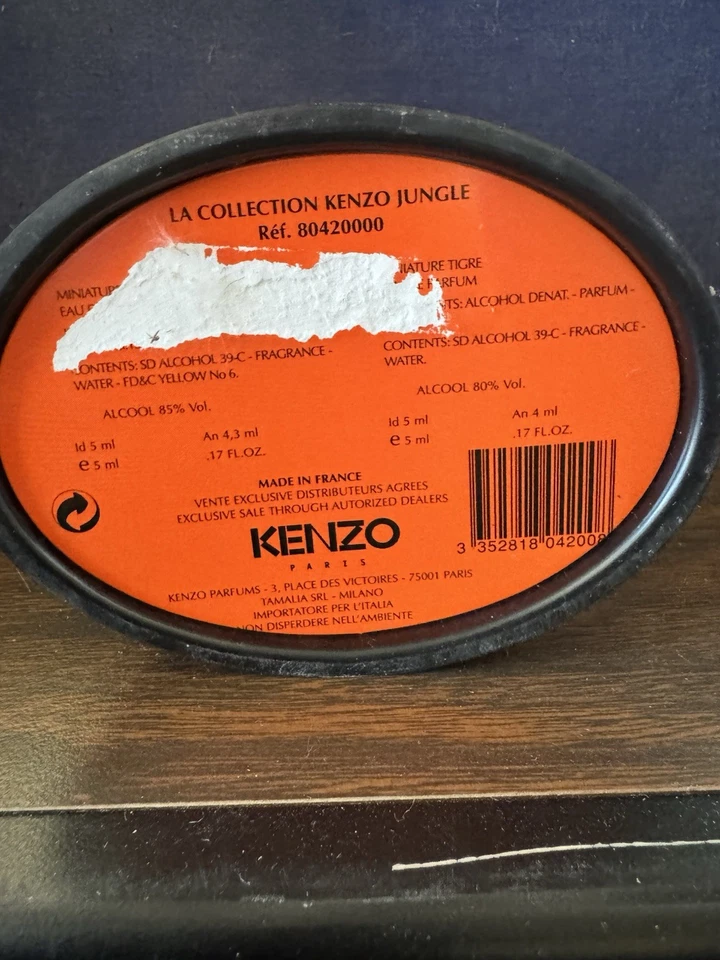 LA COLLECTION KENZO JUNGLE
Réf. 80420000
MINIATURE
EAU
CONTENTS: SD ALCOHOL 39-C - FRAGRANCE -
WATER - FD&C YELLOW No 6.
ALCOOL 85% Vol.
Id 5 ml An 4,3 ml
e 5 ml .17 FL.OZ.
MINIATURE TIGRE
PARFUM
ALCOHOL DENAT. - PARFUM -
CONTENTS: SD ALCOHOL 39-C - FRAGRANCE -
WATER.
ALCOOL 80% Vol.
Id 5 ml An 4 ml
e 5 ml .17 FL.OZ.
MADE IN FRANCE
VENTE EXCLUSIVE DISTRIBUTEURS AGREES
EXCLUSIVE SALE THROUGH AUTORIZED DEALERS
KENZO
PARIS
3 352818 042008
KENZO PARFUMS - 3, PLACE DES VICTOIRES - 75001 PARIS
TAMALIA SRL - MILANO
IMPORTATORE PER L'ITALIA
NON DISPERDERE NELL'AMBIENTE